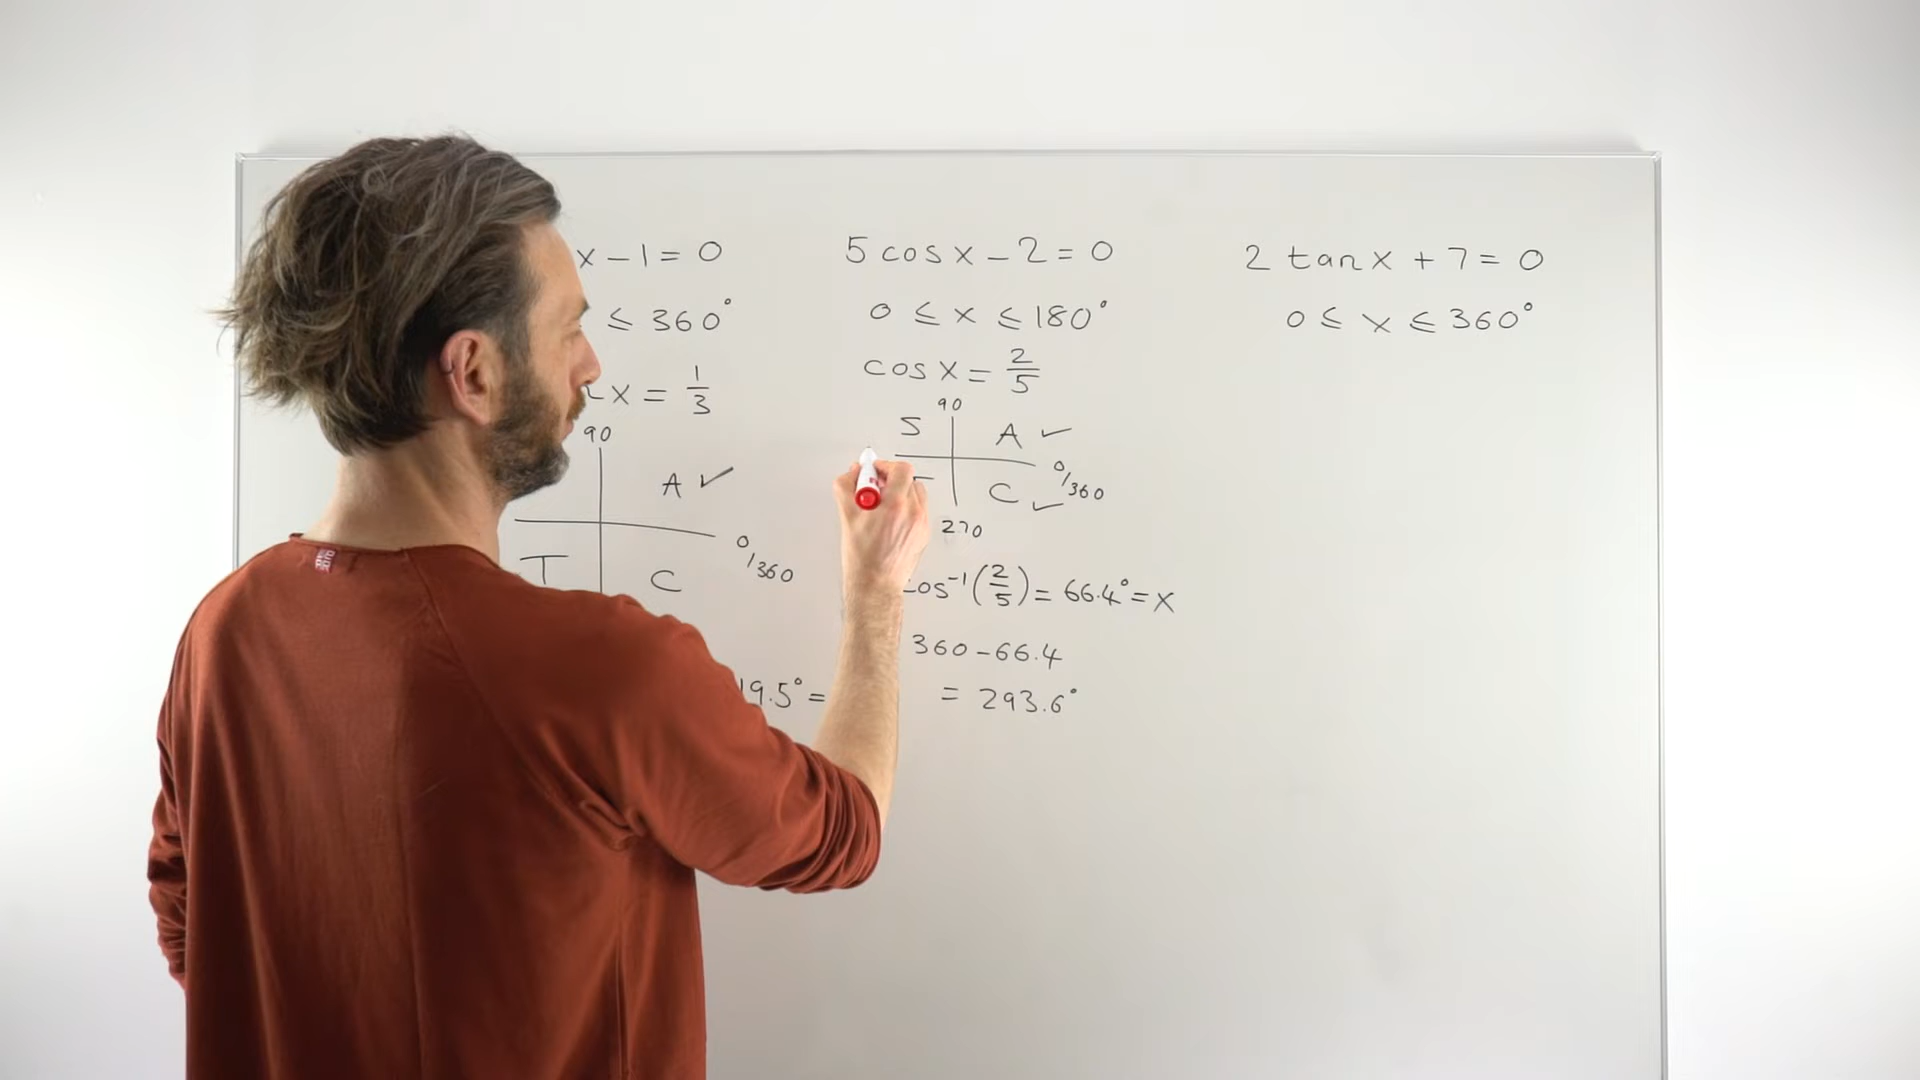 x − 1 = 0
≤ 360°
x = 1/3
90
A ✓
0/360
T C
19.5° =
5 cos x − 2 = 0
0 ≤ x ≤ 180°
cos x = 2/5
90
S A ✓
0/360
C ✓
270
cos⁻¹(2/5) = 66.4° = x
360 − 66.4
= 293.6°
2 tan x + 7 = 0
0 ≤ x ≤ 360°